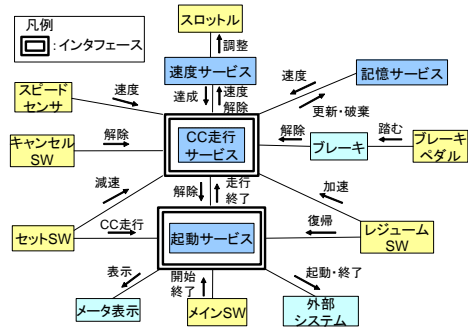 凡例
:インタフェース
スロットル
調整
速度サービス
記憶サービス
スピード
センサ
速度
達成
速度
解除
速度
更新・破棄
キャンセル
SW
解除
CC走行
サービス
解除
ブレーキ
踏む
ブレーキ
ペダル
減速
解除
走行
終了
加速
セットSW
CC走行
起動サービス
復帰
レジューム
SW
表示
開始
終了
起動・終了
メータ表示
メインSW
外部
システム